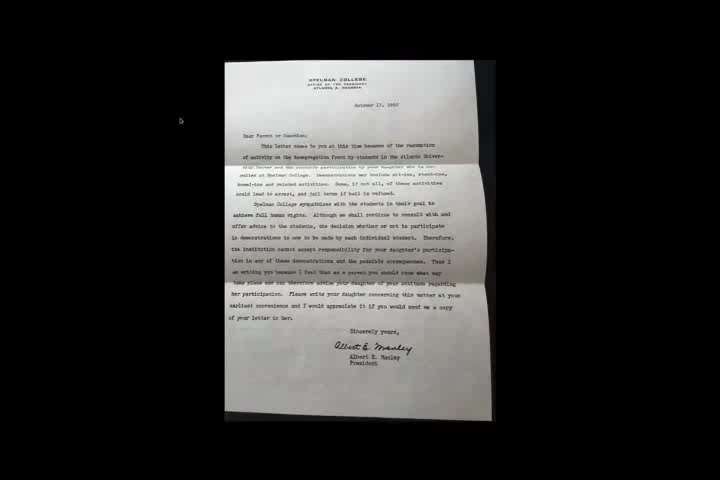 SPELMAN COLLEGE
OFFICE OF THE PRESIDENT
ATLANTA 3, GEORGIA
October 17, 1960
Dear Parent or Guardian:
This letter comes to you at this time because of the resumption
of activity on the desegregation front by students in the Atlanta Univer-
sity Center and the possible participation by your daughter who is en-
rolled at Spelman College. Demonstrations may include sit-ins, stand-ins,
kneel-ins and related activities. Some, if not all, of these activities
could lead to arrest, and jail terms if bail is refused.
Spelman College sympathizes with the students in their goal to
achieve full human rights. Although we shall continue to consult with and
offer advice to the students, the decision whether or not to participate
in demonstrations is one to be made by each individual student. Therefore,
the institution cannot accept responsibility for your daughter's participa-
tion in any of these demonstrations and the possible consequences. Thus I
am writing you because I feel that as a parent you should know what may
take place and can therefore advise your daughter of your attitude regarding
her participation. Please write your daughter concerning this matter at your
earliest convenience and I would appreciate it if you would send me a copy
of your letter to her.
Sincerely yours,
Albert E. Manley
Albert E. Manley
President